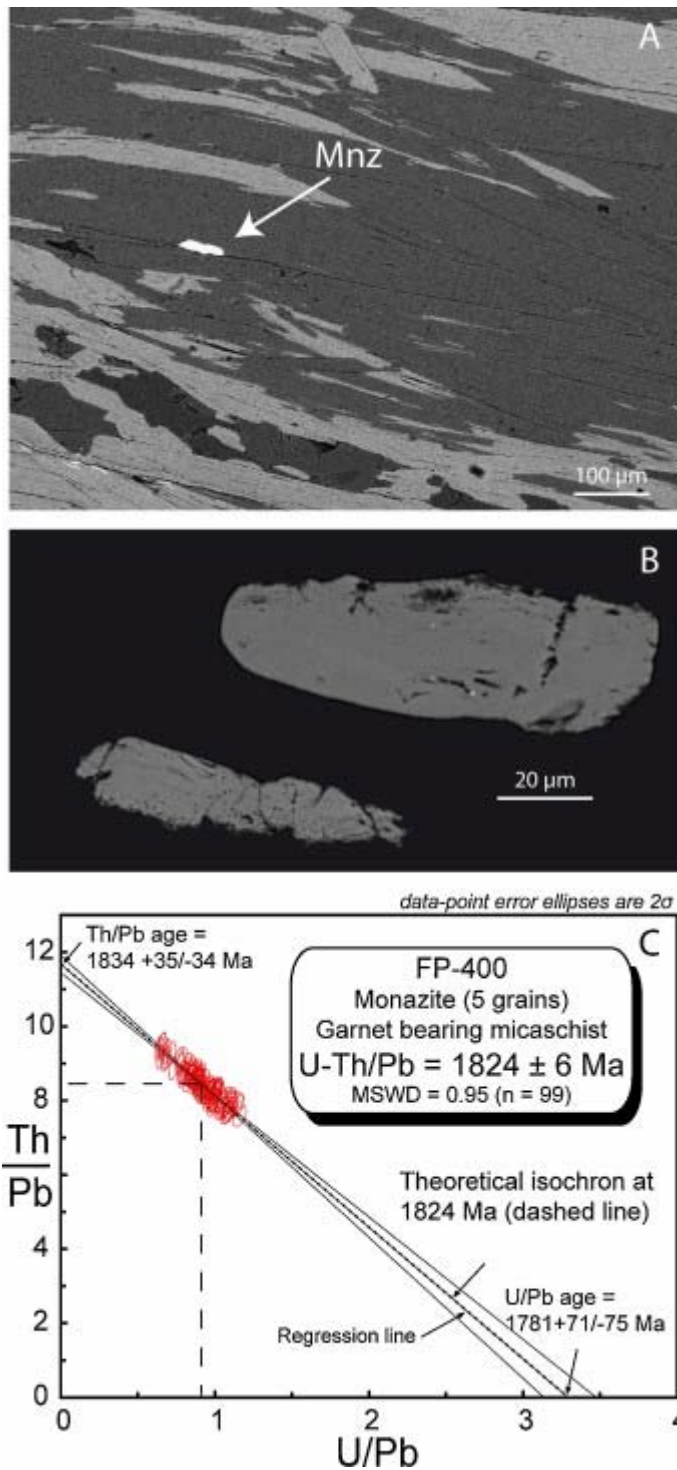 A
Mnz
100 µm
B
20 µm
data-point error ellipses are 2σ
C
Th/Pb age =
1834 +35/-34 Ma
FP-400
Monazite (5 grains)
Garnet bearing micaschist
U-Th/Pb = 1824 ± 6 Ma
MSWD = 0.95 (n = 99)
Theoretical isochron at
1824 Ma (dashed line)
U/Pb age =
1781+71/-75 Ma
Regression line
12
10
8
Th
Pb
4
2
0
0 1 2 3 4
U/Pb